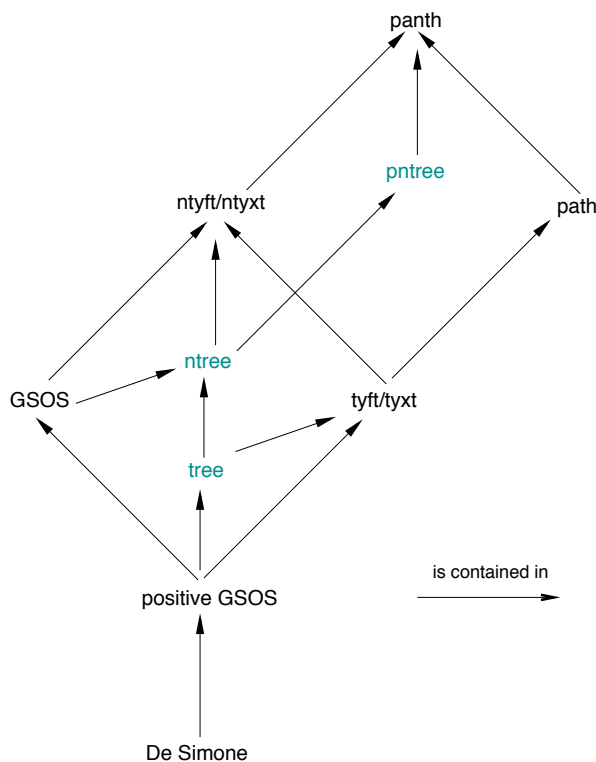 panth
pntree
ntyft/ntyxt
path
ntree
GSOS
tyft/tyxt
tree
is contained in
positive GSOS
De Simone